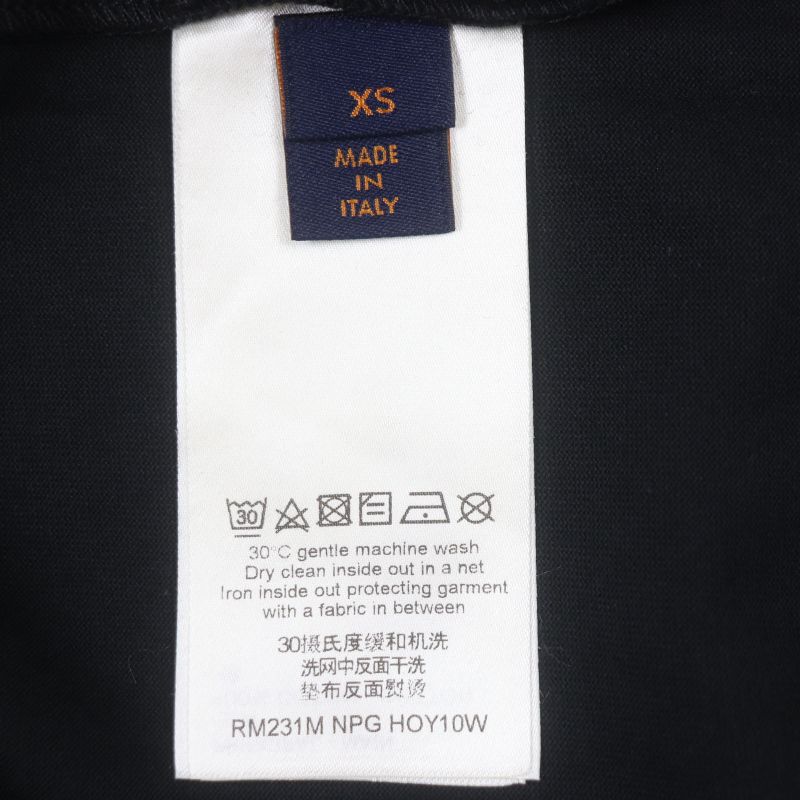 XS
MADE
IN
ITALY
30
30°C gentle machine wash
Dry clean inside out in a net
Iron inside out protecting garment
with a fabric in between
30摄氏度缓和机洗
洗网中反面干洗
垫布反面熨烫
RM231M NPG HOY10W